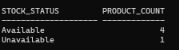 STOCK_STATUS PRODUCT_COUNT
------------ -------------
Available 4
Unavailable 1